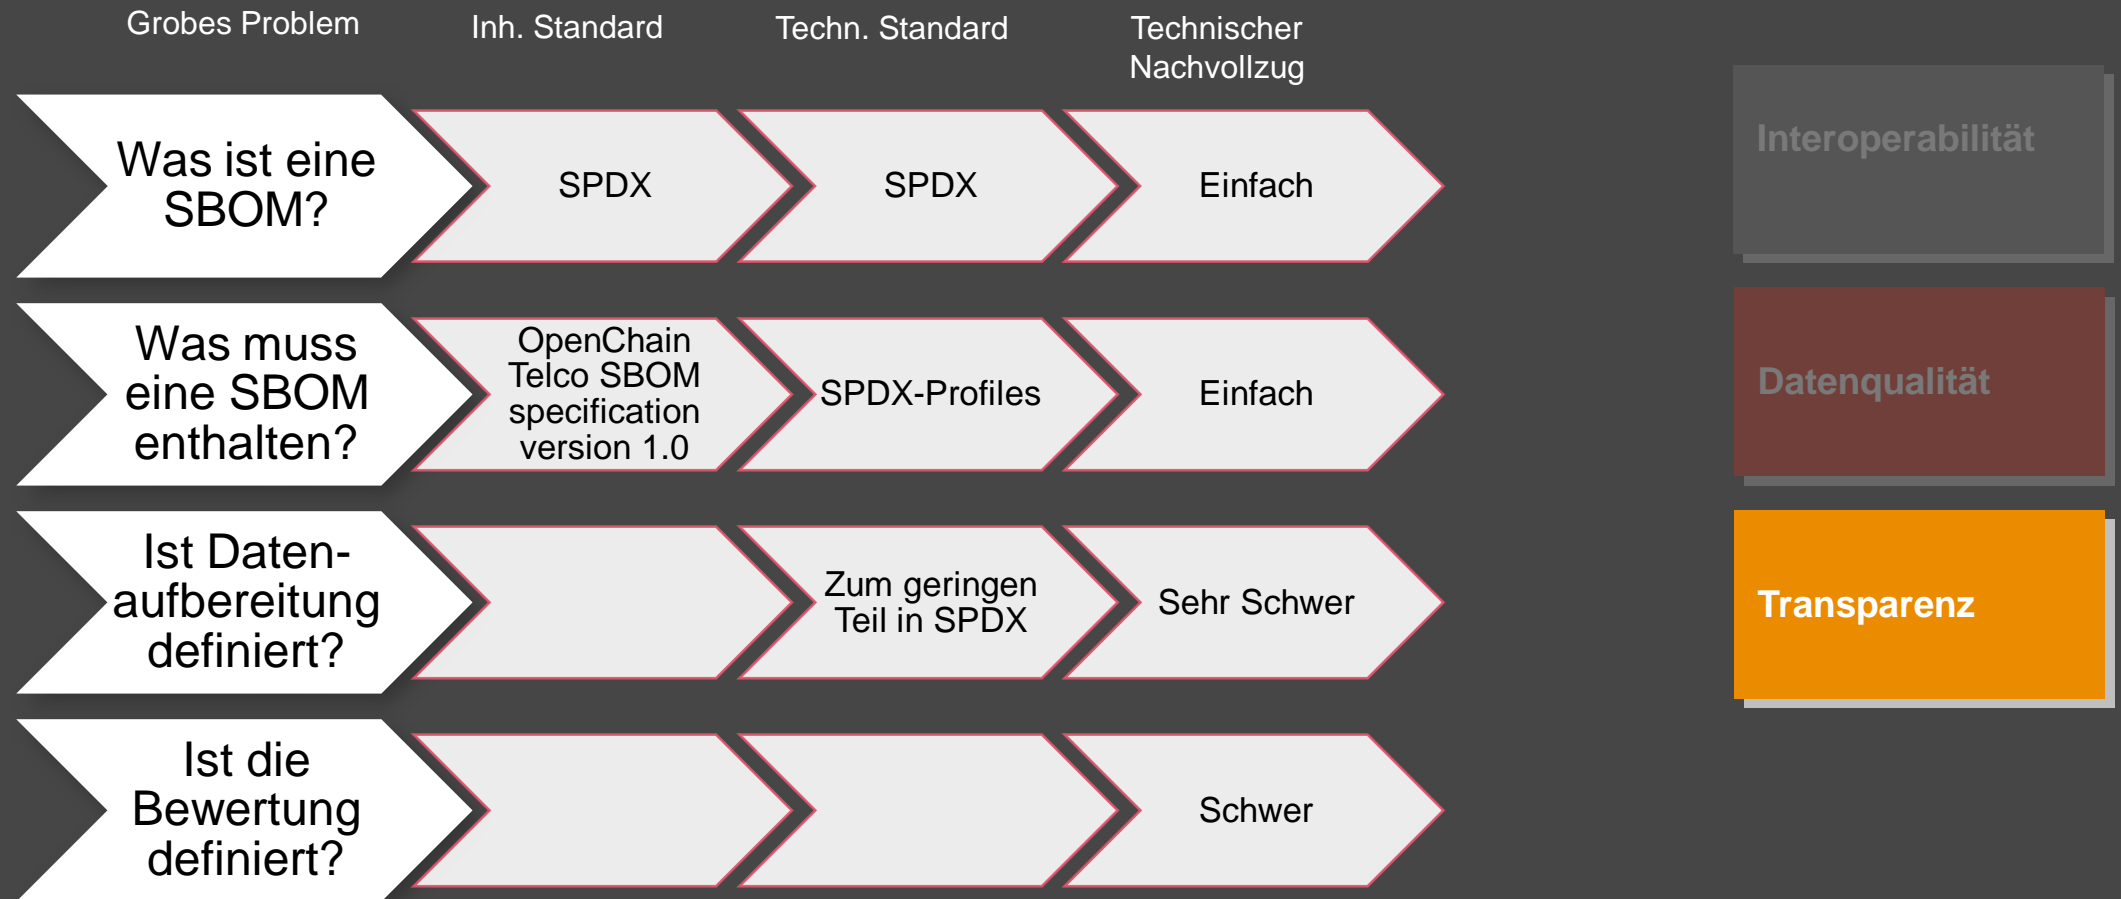 Grobes Problem
Inh. Standard
Techn. Standard
Technischer
Nachvollzug
Was ist eine
SBOM?
SPDX
SPDX
Einfach
Interoperabilität
Was muss
eine SBOM
enthalten?
OpenChain
Telco SBOM
specification
version 1.0
SPDX-Profiles
Einfach
Datenqualität
Ist Daten-
aufbereitung
definiert?
Zum geringen
Teil in SPDX
Sehr Schwer
Transparenz
Ist die
Bewertung
definiert?
Schwer